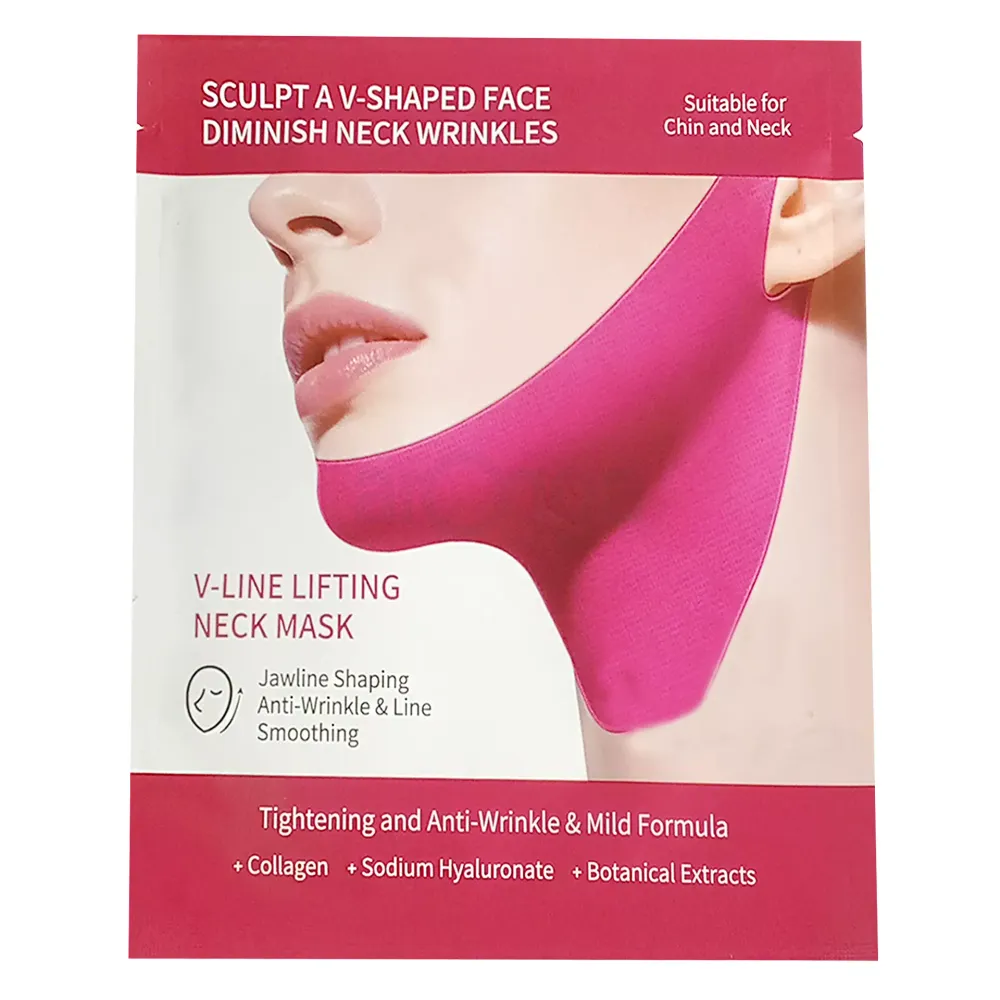 SCULPT A V-SHAPED FACE
DIMINISH NECK WRINKLES
Suitable for
Chin and Neck
V-LINE LIFTING
NECK MASK
Jawline Shaping
Anti-Wrinkle & Line
Smoothing
Tightening and Anti-Wrinkle & Mild Formula
+ Collagen + Sodium Hyaluronate + Botanical Extracts